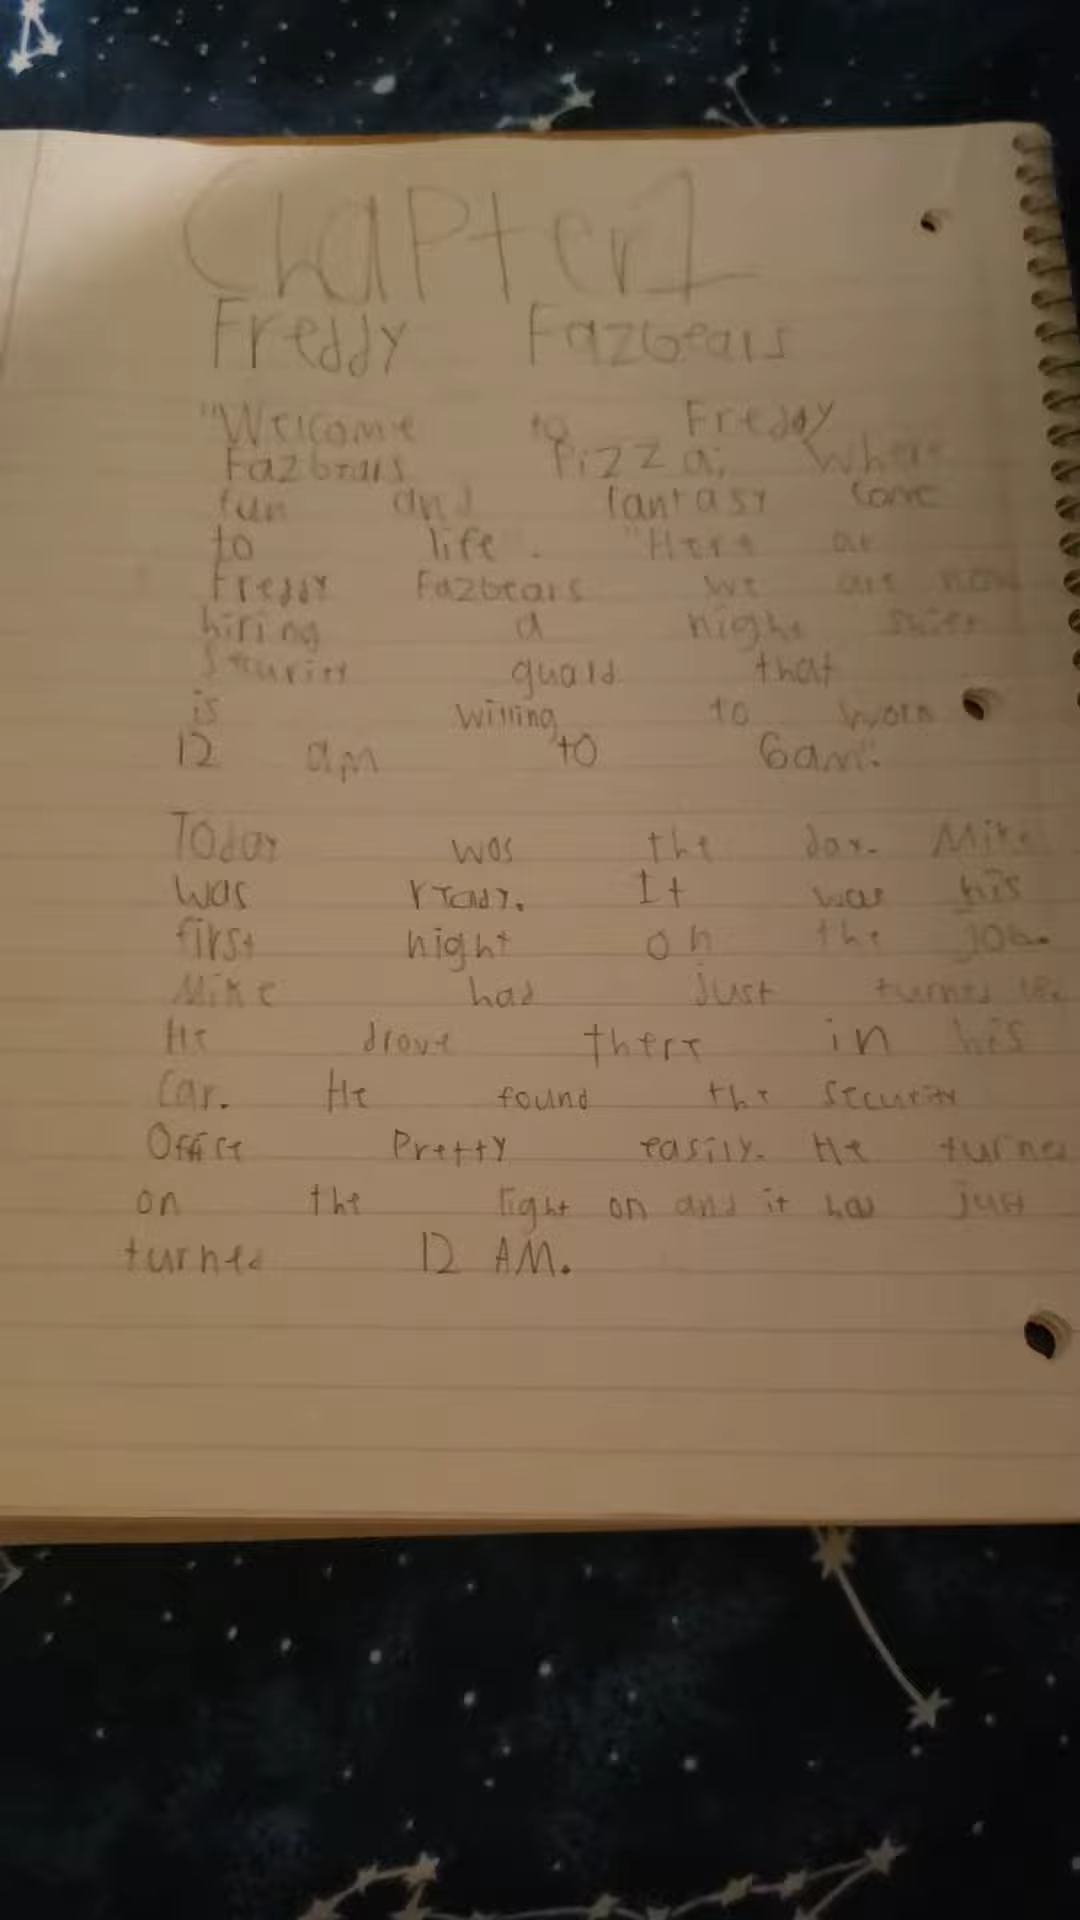 Chapter 1
Freddy Fazbears
"Welcome to Freddy
Fazbears Pizza, where
fun and fantasy come
to life". "Here at
Freddy Fazbears we are now
hiring a night shift
Security guard that
is willing to work
12 am to 6am".
Today was the day. Mike
was ready. It was his
first night on the job.
Mike had just turned 18.
He drove there in his
car. He found the security
Office Pretty easily. He turned
on the light on and it had just
turned 12 AM.